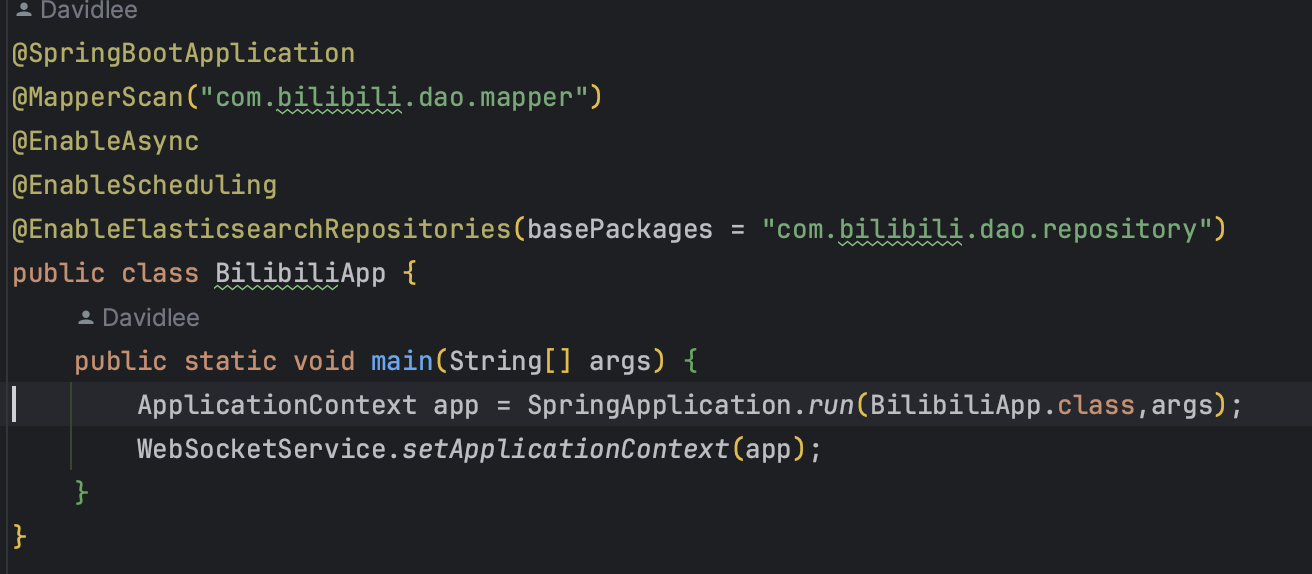 Davidlee
@SpringBootApplication
@MapperScan("com.bilibili.dao.mapper")
@EnableAsync
@EnableScheduling
@EnableElasticsearchRepositories(basePackages = "com.bilibili.dao.repository")
public class BilibiliApp {
Davidlee
public static void main(String[] args) {
ApplicationContext app = SpringApplication.run(BilibiliApp.class,args);
WebSocketService.setApplicationContext(app);
}
}